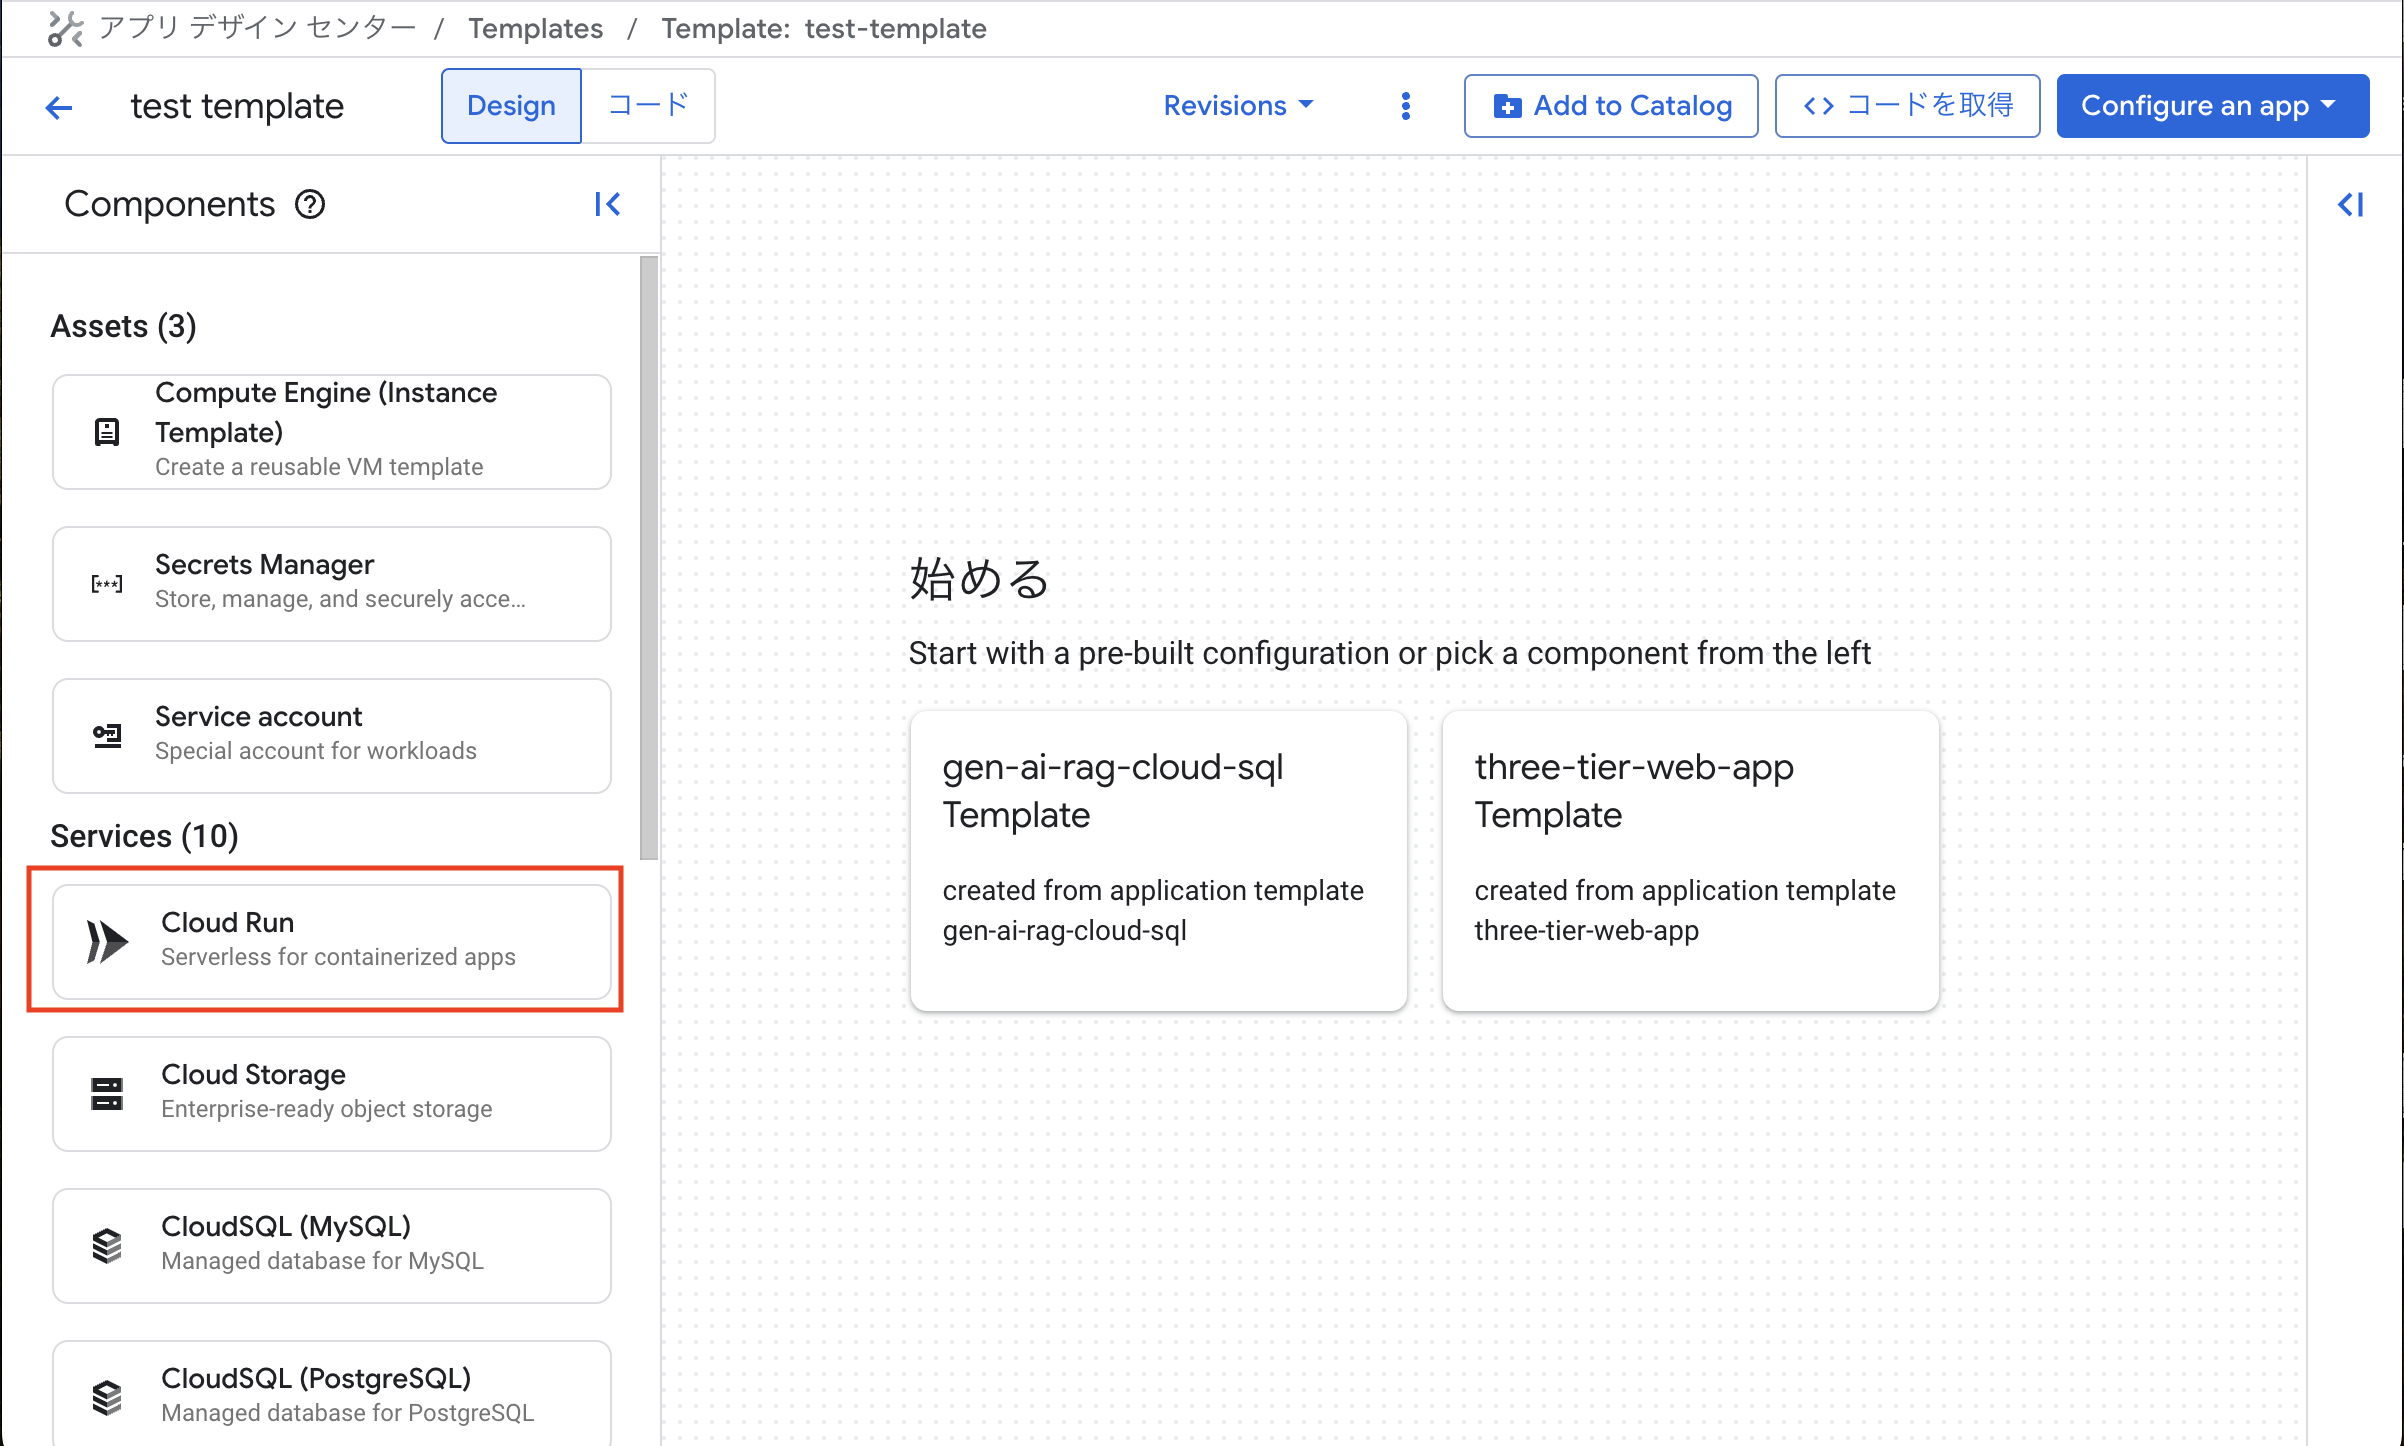 アプリ デザイン センター / Templates / Template: test-template
test template Design コード Revisions Add to Catalog <> コードを取得 Configure an app
Components
Assets (3)
Compute Engine (Instance
Template)
Create a reusable VM template
Secrets Manager
Store, manage, and securely acce...
Service account
Special account for workloads
Services (10)
Cloud Run
Serverless for containerized apps
Cloud Storage
Enterprise-ready object storage
CloudSQL (MySQL)
Managed database for MySQL
CloudSQL (PostgreSQL)
Managed database for PostgreSQL
始める
Start with a pre-built configuration or pick a component from the left
gen-ai-rag-cloud-sql
Template
created from application template
gen-ai-rag-cloud-sql
three-tier-web-app
Template
created from application template
three-tier-web-app